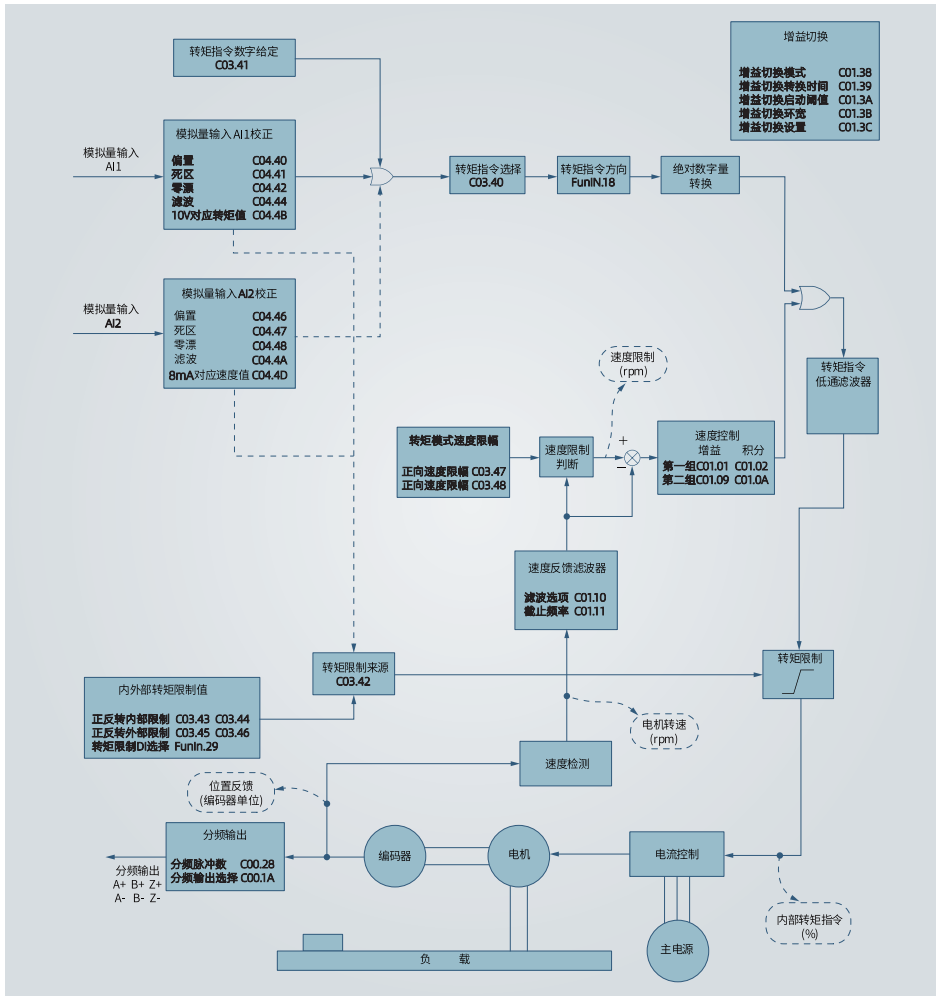 转矩指令数字给定
C03.41
增益切换
增益切换模式 C01.38
增益切换转换时间 C01.39
增益切换启动阈值 C01.3A
增益切换环宽 C01.3B
增益切换设置 C01.3C
模拟量输入
AI1
模拟量输入AI1校正
偏置 C04.40
死区 C04.41
零漂 C04.42
滤波 C04.44
10V对应转矩值 C04.4B
转矩指令选择
C03.40
转矩指令方向
FunIN.18
绝对数字量
转换
模拟量输入
AI2
模拟量输入AI2校正
偏置 C04.46
死区 C04.47
零漂 C04.48
滤波 C04.4A
8mA对应速度值 C04.4D
速度限制
(rpm)
转矩指令
低通滤波器
转矩模式速度限幅
正向速度限幅 C03.47
正向速度限幅 C03.48
速度限制
判断
+
−
速度控制
增益 积分
第一组C01.01 C01.02
第二组C01.09 C01.0A
速度反馈滤波器
滤波选项 C01.10
截止频率 C01.11
转矩限制来源
C03.42
转矩限制
内外部转矩限制值
正反转内部限制 C03.43 C03.44
正反转外部限制 C03.45 C03.46
转矩限制DI选择 FunIn.29
电机转速
(rpm)
速度检测
位置反馈
(编码器单位)
分频输出
分频脉冲数 C00.28
分频输出选择 C00.1A
分频输出
A+ B+ Z+
A- B- Z-
编码器
电机
电流控制
内部转矩指令
(%)
主电源
负 载